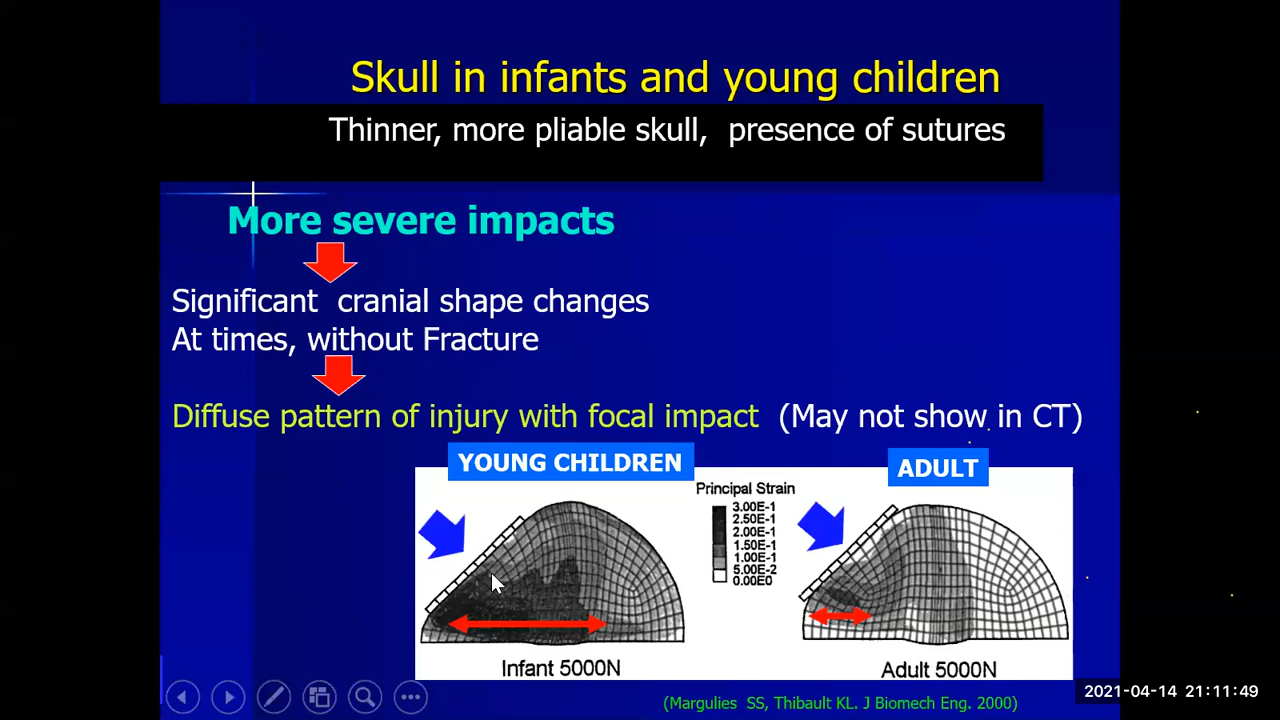 Skull in infants and young children
Thinner, more pliable skull, presence of sutures
More severe impacts
Significant cranial shape changes
At times, without Fracture
Diffuse pattern of injury with focal impact (May not show in CT)
YOUNG CHILDREN
ADULT
Principal Strain
3.00E-1
2.50E-1
2.00E-1
1.50E-1
1.00E-1
5.00E-2
0.00E0
Infant 5000N
Adult 5000N
(Margulies SS, Thibault KL. J Biomech Eng. 2000)
2021-04-14 21:11:49